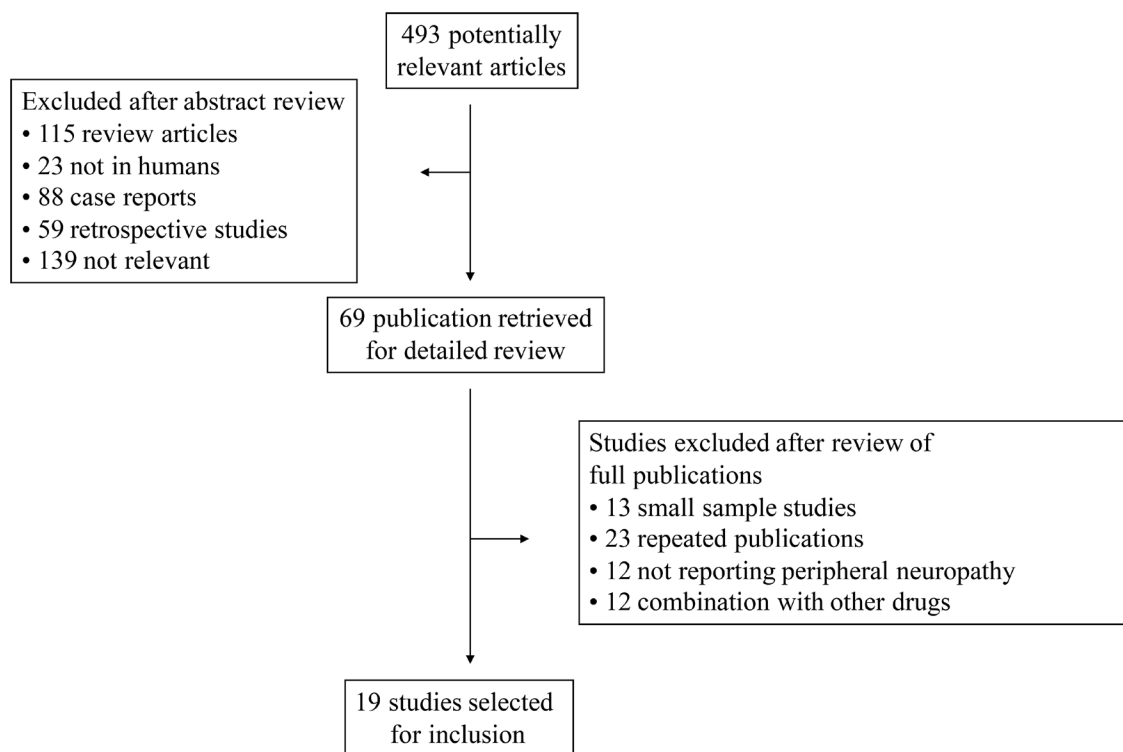 493 potentially
relevant articles
Excluded after abstract review
• 115 review articles
• 23 not in humans
• 88 case reports
• 59 retrospective studies
• 139 not relevant
69 publication retrieved
for detailed review
Studies excluded after review of
full publications
• 13 small sample studies
• 23 repeated publications
• 12 not reporting peripheral neuropathy
• 12 combination with other drugs
19 studies selected
for inclusion